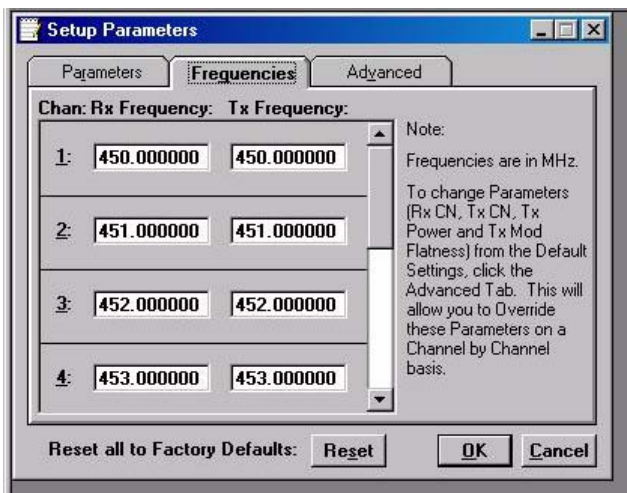 Setup Parameters
Parameters Frequencies Advanced
Chan: Rx Frequency: Tx Frequency:
1: 450.000000 450.000000
2: 451.000000 451.000000
3: 452.000000 452.000000
4: 453.000000 453.000000
Note:
Frequencies are in MHz.
To change Parameters
(Rx CN, Tx CN, Tx
Power and Tx Mod
Flatness) from the Default
Settings, click the
Advanced Tab. This will
allow you to Override
these Parameters on a
Channel by Channel
basis.
Reset all to Factory Defaults: Reset OK Cancel